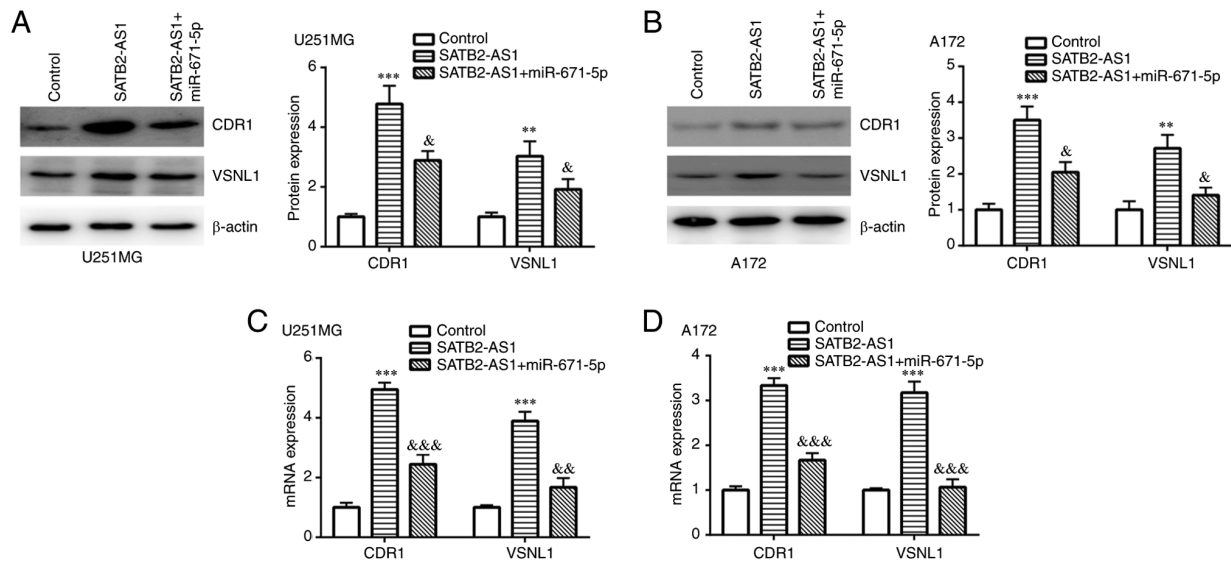 A
Control
SATB2-AS1
SATB2-AS1+
miR-671-5p
CDR1
VSNL1
β-actin
U251MG
U251MG
Control
SATB2-AS1
SATB2-AS1+miR-671-5p
Protein expression
8
6
4
2
0
***
&
**
&
CDR1
VSNL1
B
Control
SATB2-AS1
SATB2-AS1+
miR-671-5p
CDR1
VSNL1
β-actin
A172
A172
Control
SATB2-AS1
SATB2-AS1+miR-671-5p
Protein expression
5
4
3
2
1
0
***
&
**
&
CDR1
VSNL1
C
U251MG
Control
SATB2-AS1
SATB2-AS1+miR-671-5p
mRNA expression
6
4
2
0
***
&&&
***
&&
CDR1
VSNL1
D
A172
Control
SATB2-AS1
SATB2-AS1+miR-671-5p
mRNA expression
4
3
2
1
0
***
&&&
***
&&&
CDR1
VSNL1